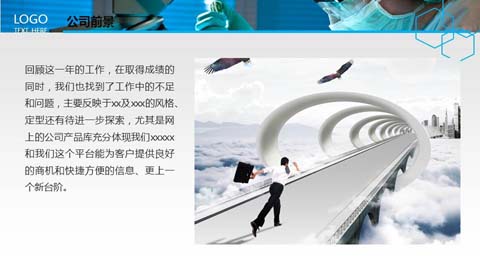 LOGO
公司前景
TEXT HERE
回顾这一年的工作，在取得成绩的
同时，我们也找到了工作中的不足
和问题，主要反映于xx及xxx的风格、
定型还有待进一步探索，尤其是网
上的公司产品库充分体现我们xxxxx
和我们这个平台能为客户提供良好
的商机和快捷方便的信息、更上一
个新台阶。